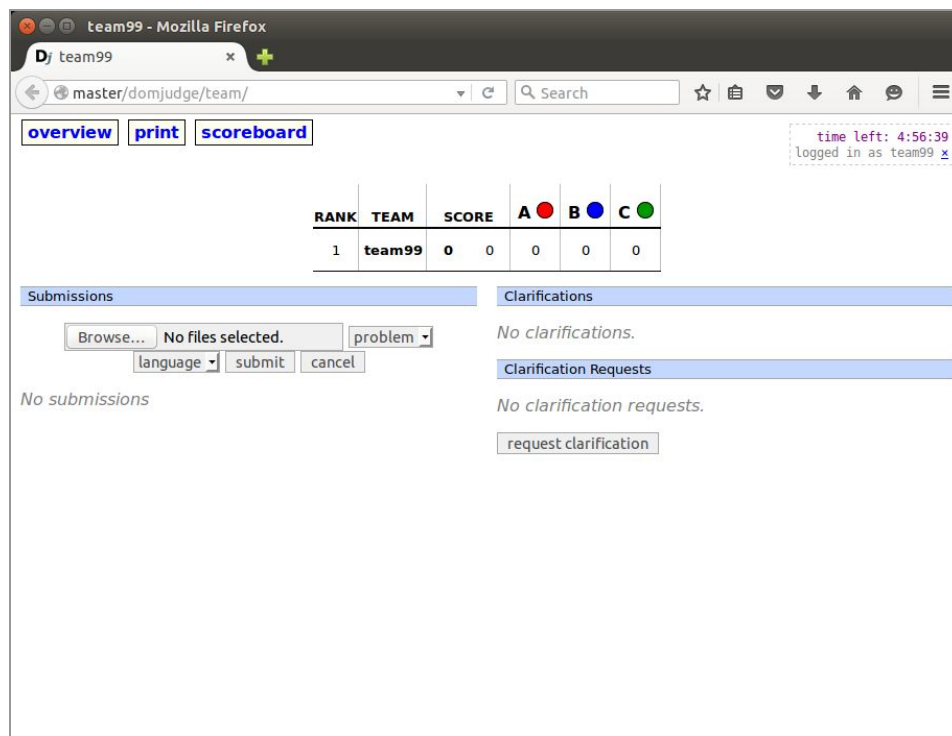 team99 - Mozilla Firefox
Dj team99
master/domjudge/team/
Search
overview print scoreboard
time left: 4:56:39
logged in as team99 ×
RANK TEAM SCORE A B C
1 team99 0 0 0 0 0
Submissions
Browse... No files selected. problem
language submit cancel
No submissions
Clarifications
No clarifications.
Clarification Requests
No clarification requests.
request clarification